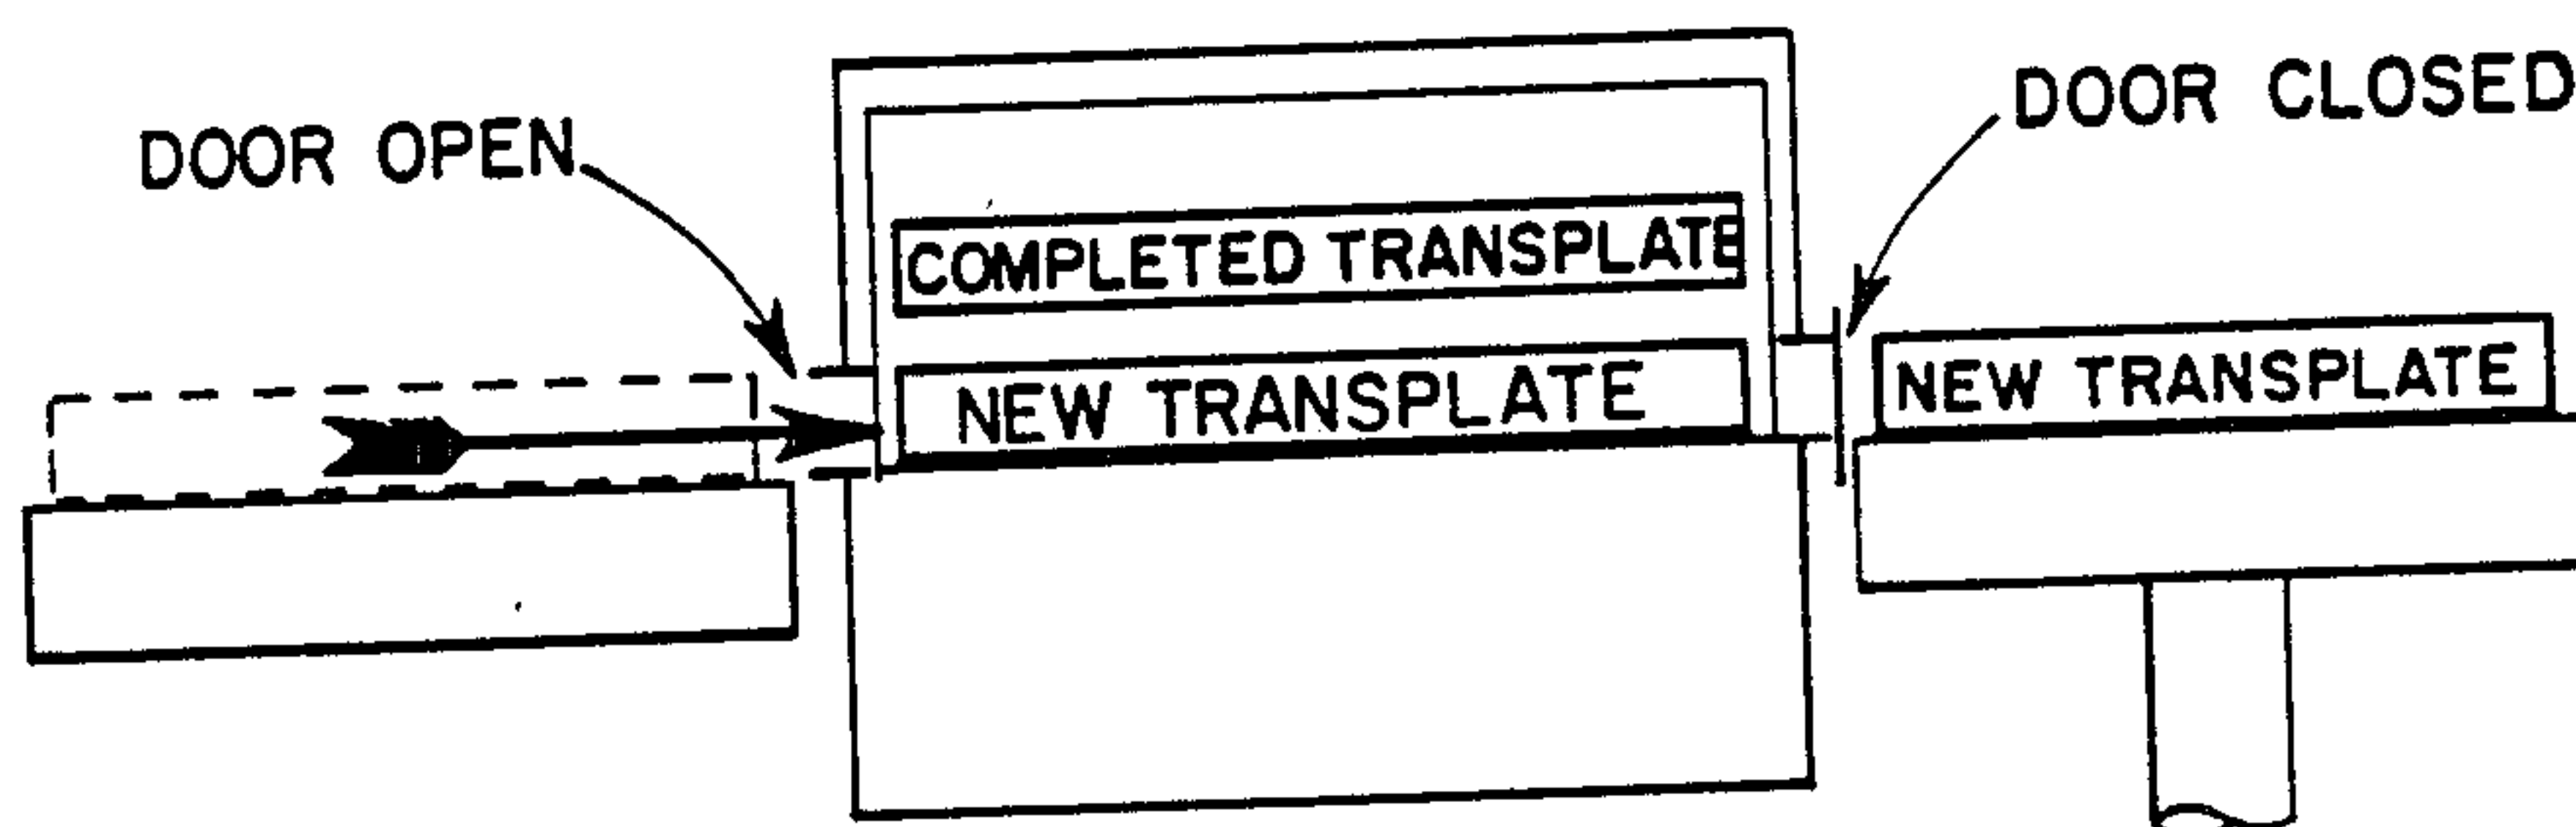 DOOR OPEN
DOOR CLOSED
COMPLETED TRANSPLATE
NEW TRANSPLATE
NEW TRANSPLATE